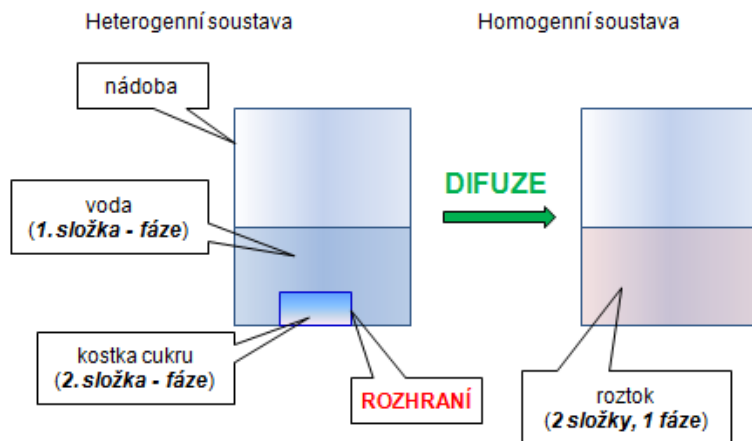 Heterogenní soustava
Homogenní soustava
nádoba
DIFUZE
voda
(1. složka - fáze)
kostka cukru
(2. složka - fáze)
ROZHRANÍ
roztok
(2 složky, 1 fáze)